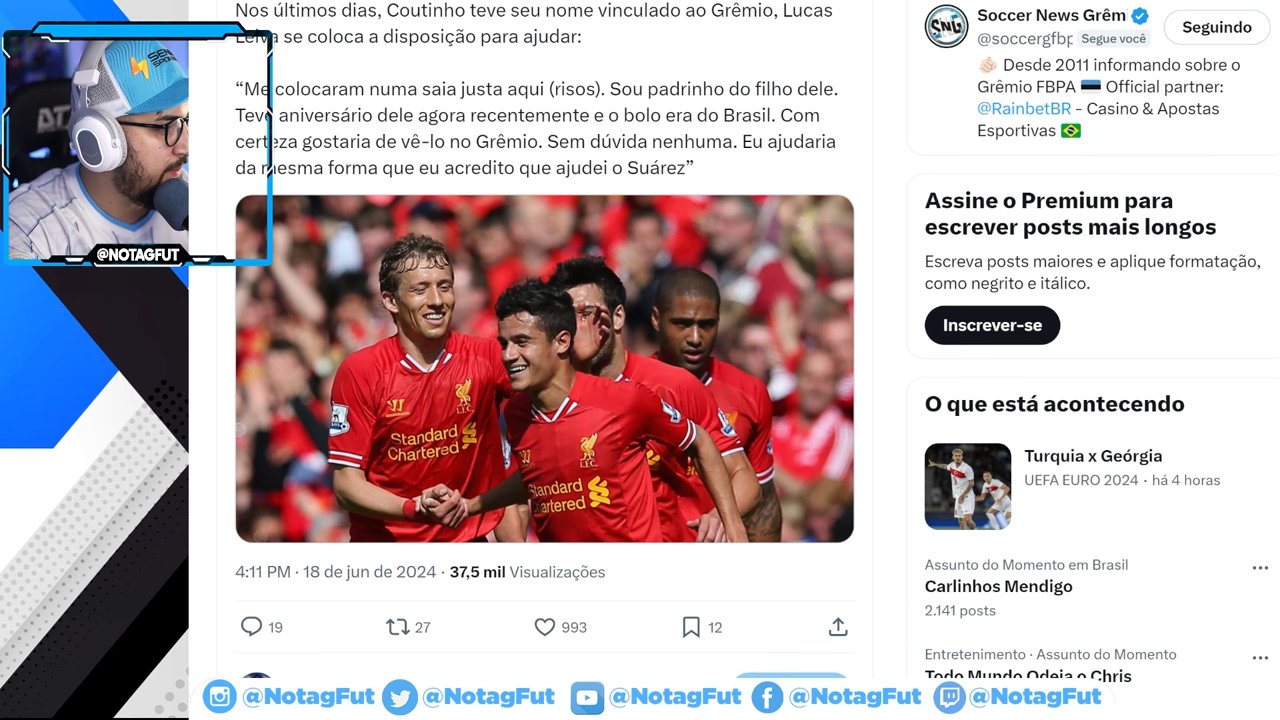 Nos últimos dias, Coutinho teve seu nome vinculado ao Grêmio, Lucas
Leiva se coloca a disposição para ajudar:
“Me colocaram numa saia justa aqui (risos). Sou padrinho do filho dele.
Teve aniversário dele agora recentemente e o bolo era do Brasil. Com
certeza gostaria de vê-lo no Grêmio. Sem dúvida nenhuma. Eu ajudaria
da mesma forma que eu acredito que ajudei o Suárez”
@NOTAGFUT
Standard
Chartered
L.F.C.
Standard
Chartered
L.F.C.
4:11 PM · 18 de jun de 2024 · 37,5 mil Visualizações
19 27 993 12
SNG
Soccer News Grêm
@soccergfbp Segue você
Seguindo
Desde 2011 informando sobre o
Grêmio FBPA Official partner:
@RainbetBR - Casino & Apostas
Esportivas
Assine o Premium para
escrever posts mais longos
Escreva posts maiores e aplique formatação,
como negrito e itálico.
Inscrever-se
O que está acontecendo
Turquia x Geórgia
UEFA EURO 2024 · há 4 horas
Assunto do Momento em Brasil
Carlinhos Mendigo
2.141 posts
Entretenimento · Assunto do Momento
Todo Mundo Odeia o Chris
@NotagFut @NotagFut @NotagFut @NotagFut @NotagFut